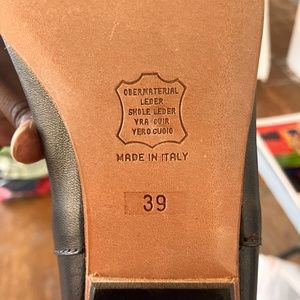 OBERMATERIAL
LEDER
SHOLE LEDER
VRA CUIR
VERO CUOIO
MADE IN ITALY
39